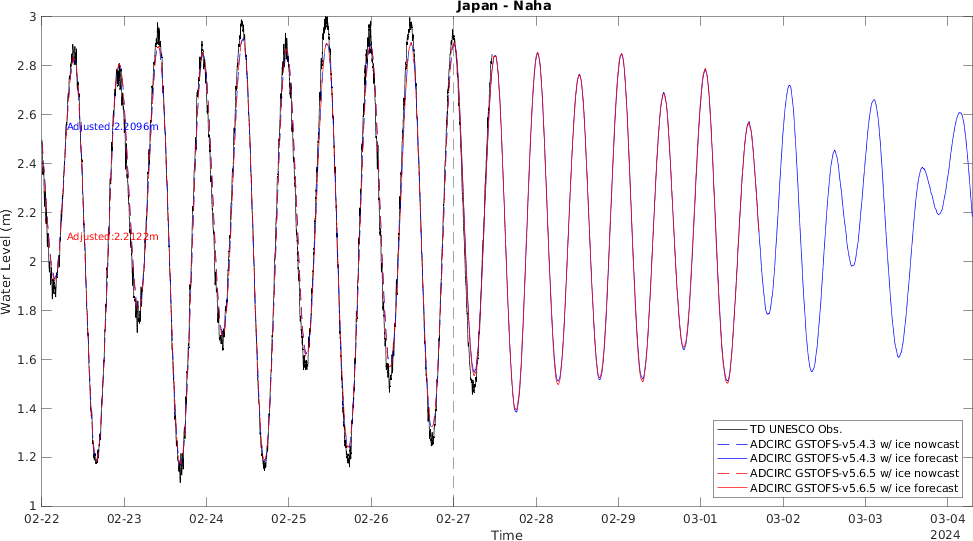 Japan - Naha
3
2.8
2.6
2.4
2.2
2
1.8
1.6
1.4
1.2
1
Water Level (m)
Adjusted:2.2096m
Adjusted:2.2122m
TD UNESCO Obs.
ADCIRC GSTOFS-v5.4.3 w/ ice nowcast
ADCIRC GSTOFS-v5.4.3 w/ ice forecast
ADCIRC GSTOFS-v5.6.5 w/ ice nowcast
ADCIRC GSTOFS-v5.6.5 w/ ice forecast
02-22 02-23 02-24 02-25 02-26 02-27 02-28 02-29 03-01 03-02 03-03 03-04
Time
2024